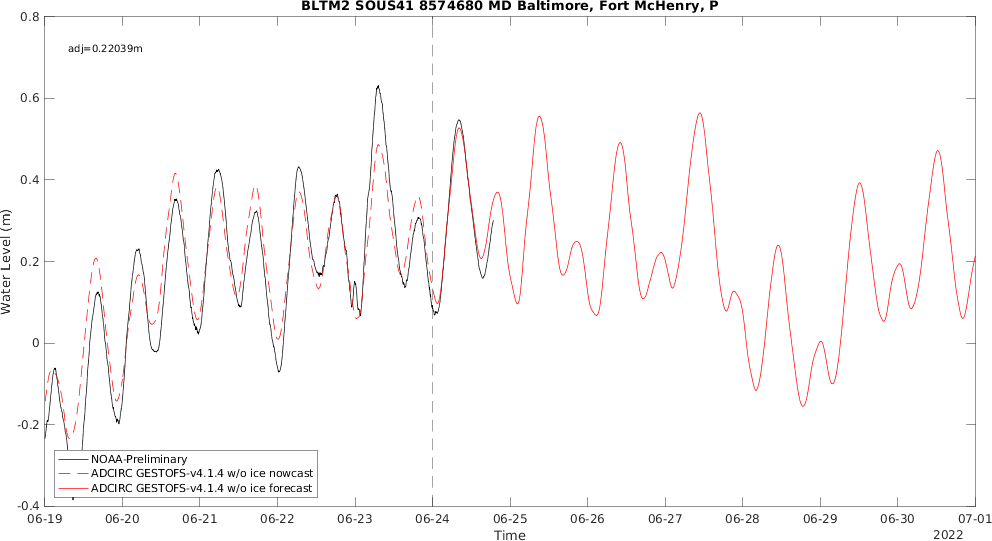 BLTM2 SOUS41 8574680 MD Baltimore, Fort McHenry, P
adj=0.22039m
0.8
0.6
0.4
0.2
0
-0.2
-0.4
Water Level (m)
NOAA-Preliminary
ADCIRC GESTOFS-v4.1.4 w/o ice nowcast
ADCIRC GESTOFS-v4.1.4 w/o ice forecast
06-19 06-20 06-21 06-22 06-23 06-24 06-25 06-26 06-27 06-28 06-29 06-30 07-01
Time
2022